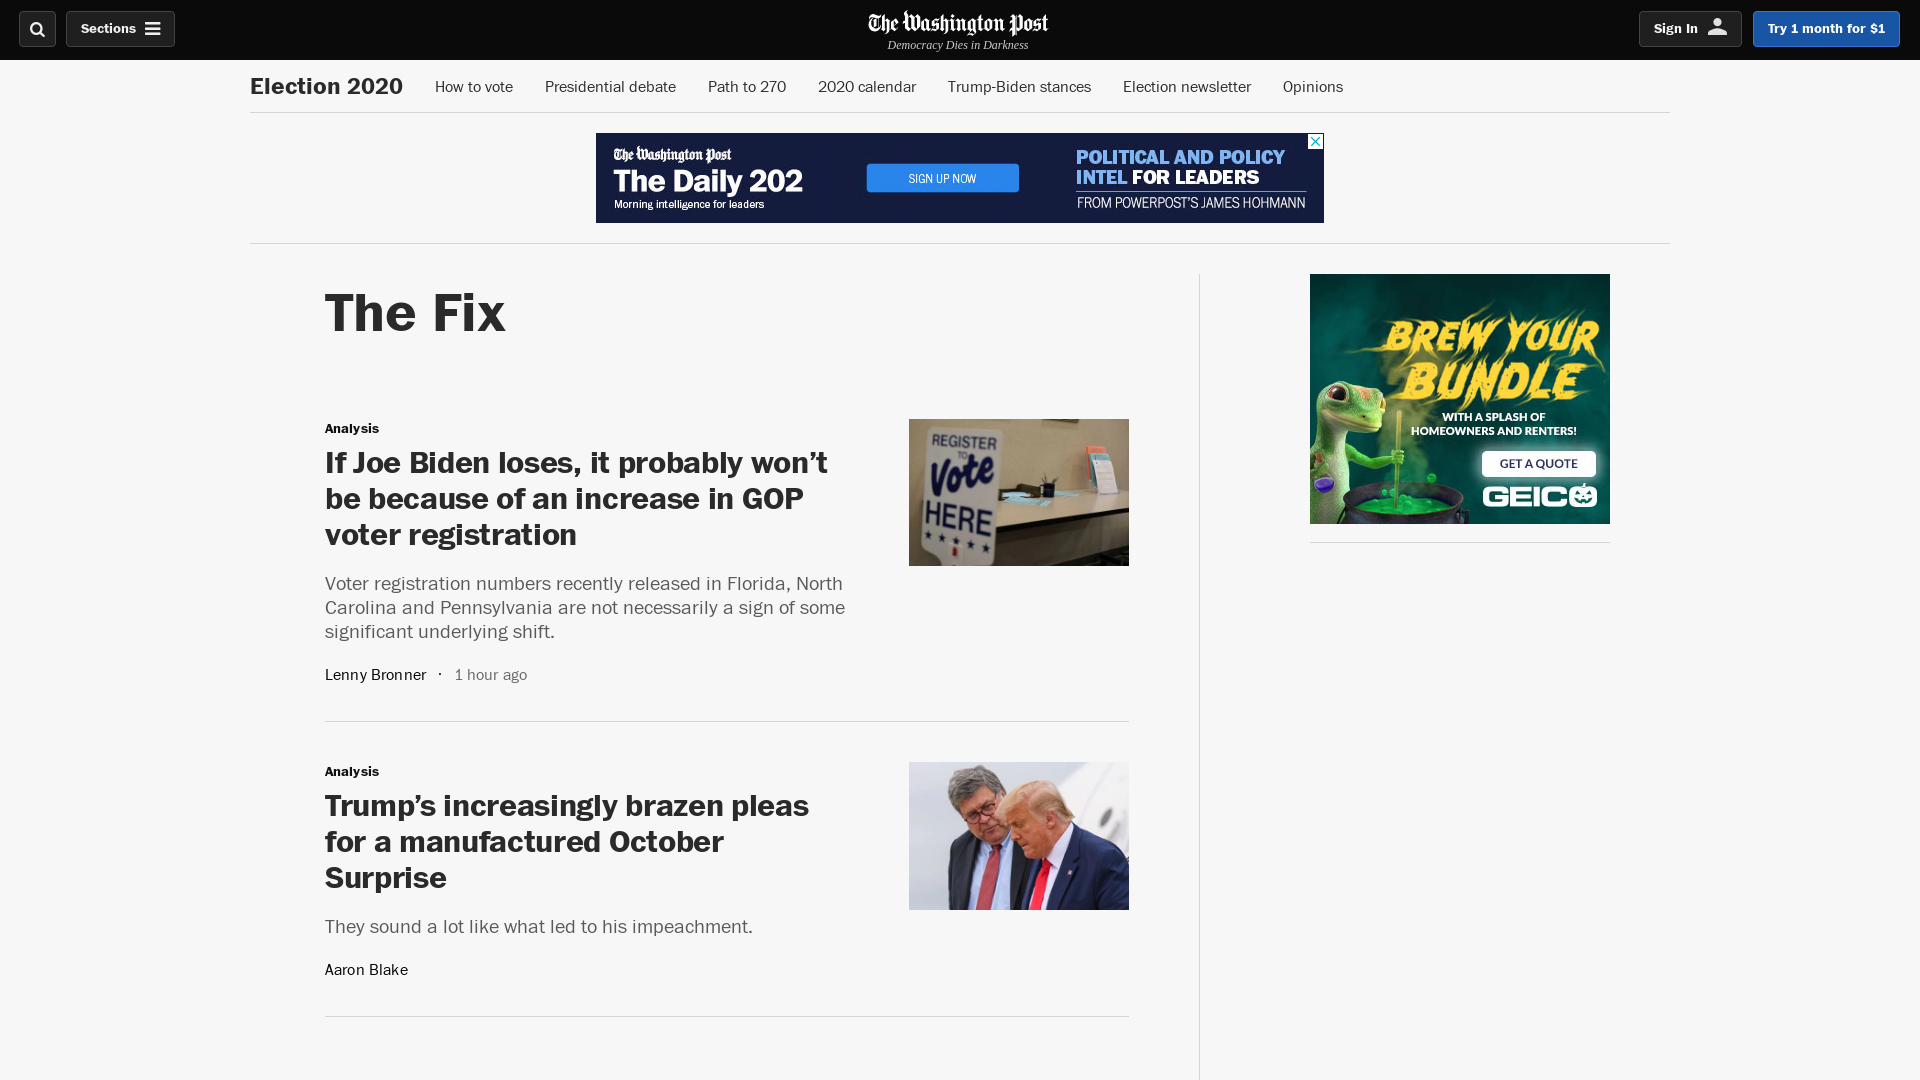 Sections
The Washington Post
Democracy Dies in Darkness
Sign In
Try 1 month for $1
Election 2020
How to vote
Presidential debate
Path to 270
2020 calendar
Trump-Biden stances
Election newsletter
Opinions
The Washington Post
The Daily 202
Morning intelligence for leaders
SIGN UP NOW
POLITICAL AND POLICY
INTEL FOR LEADERS
FROM POWERPOST'S JAMES HOHMANN
The Fix
Analysis
If Joe Biden loses, it probably won’t
be because of an increase in GOP
voter registration
Voter registration numbers recently released in Florida, North
Carolina and Pennsylvania are not necessarily a sign of some
significant underlying shift.
Lenny Bronner · 1 hour ago
REGISTER
TO
Vote
HERE
Analysis
Trump’s increasingly brazen pleas
for a manufactured October
Surprise
They sound a lot like what led to his impeachment.
Aaron Blake
BREW YOUR
BUNDLE
WITH A SPLASH OF
HOMEOWNERS AND RENTERS!
GET A QUOTE
GEICO